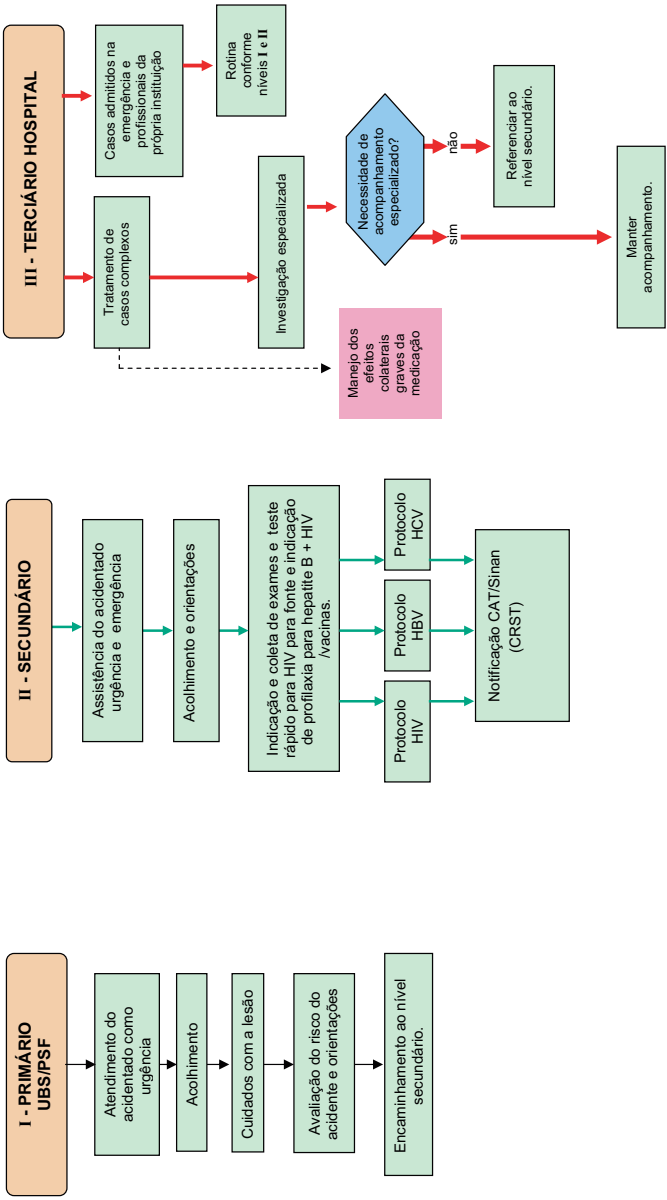 I - PRIMÁRIO
UBS/PSF
Atendimento do
acidentado como
urgência
Acolhimento
Cuidados com a lesão
Avaliação do risco do
acidente e orientações
Encaminhamento ao nível
secundário.
II - SECUNDÁRIO
Assistência do acidentado
urgência e emergência
Acolhimento e orientações
Indicação e coleta de exames e teste
rápido para HIV para fonte e indicação
de profilaxia para hepatite B + HIV
/vacinas.
Protocolo
HIV
Protocolo
HBV
Protocolo
HCV
Notificação CAT/Sinan
(CRST)
III - TERCIÁRIO HOSPITAL
Tratamento de
casos complexos
Casos admitidos na
emergência e
profissionais da
própria instituição
Rotina
conforme
níveis I e II
Investigação especializada
Manejo dos
efeitos
colaterais
graves da
medicação
Necessidade de
acompanhamento
especializado?
sim
não
Referenciar ao
nível secundário.
Manter
acompanhamento.